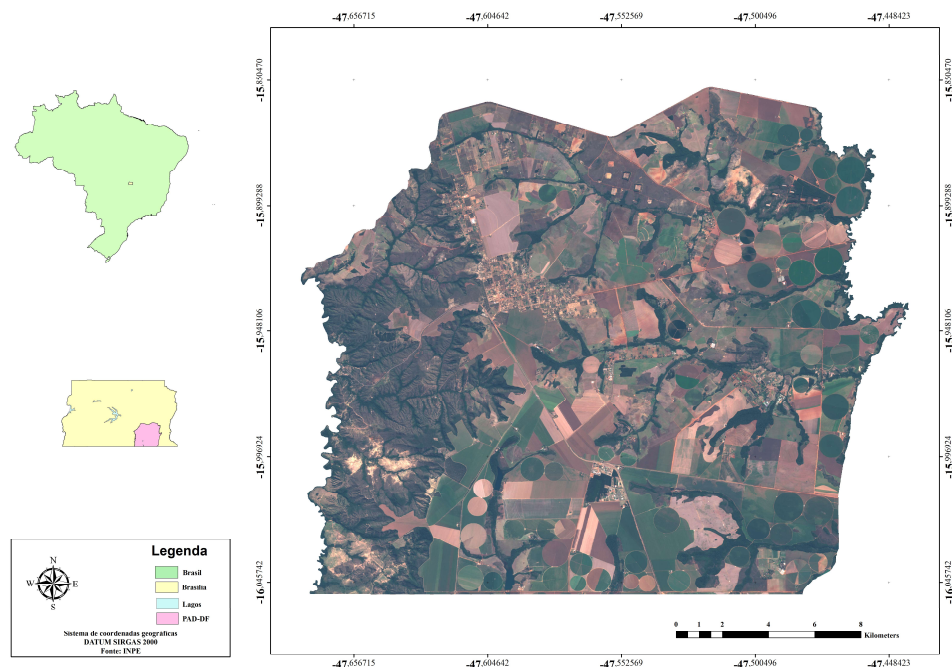 -47.656715 -47.604642 -47.552569 -47.500496 -47.448423
-15.850470 -15.850470
-15.899288 -15.899288
-15.948106 -15.948106
-15.996924 -15.996924
-16.045742 -16.045742
Legenda
N
W E
S
Brasil
Brasília
Lagos
PAD-DF
Sistema de coordenadas geográficas
DATUM SIRGAS 2000
Fonte: INPE
0 1 2 4 6 8
Kilometers
-47.656715 -47.604642 -47.552569 -47.500496 -47.448423